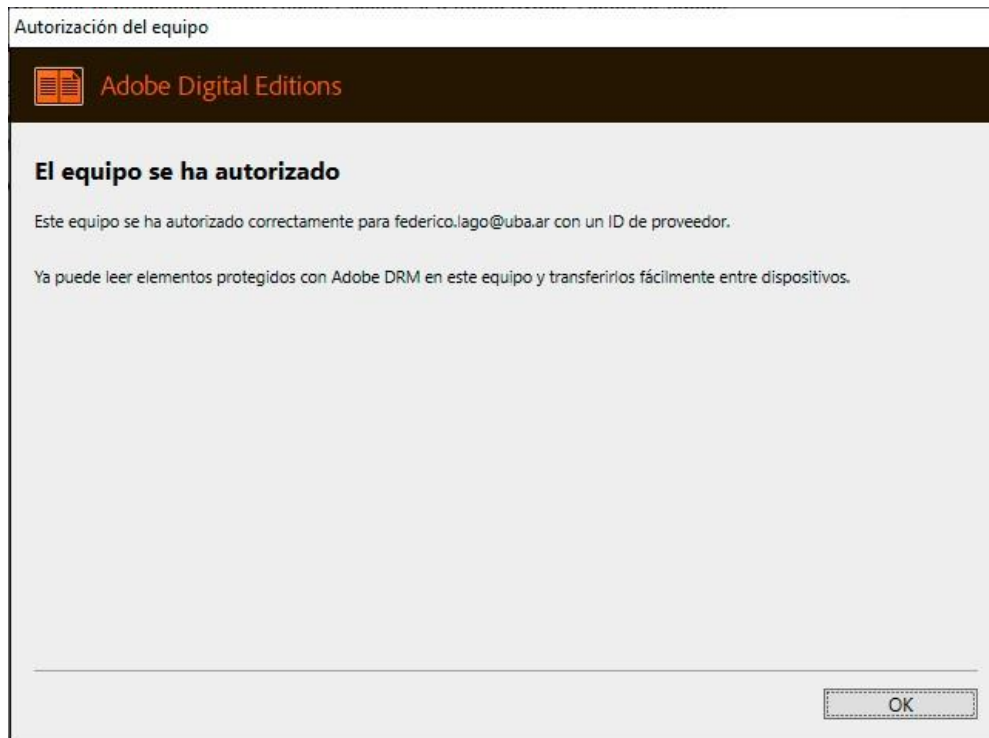 Autorización del equipo
Adobe Digital Editions
El equipo se ha autorizado
Este equipo se ha autorizado correctamente para federico.lago@uba.ar con un ID de proveedor.
Ya puede leer elementos protegidos con Adobe DRM en este equipo y transferirlos fácilmente entre dispositivos.
OK